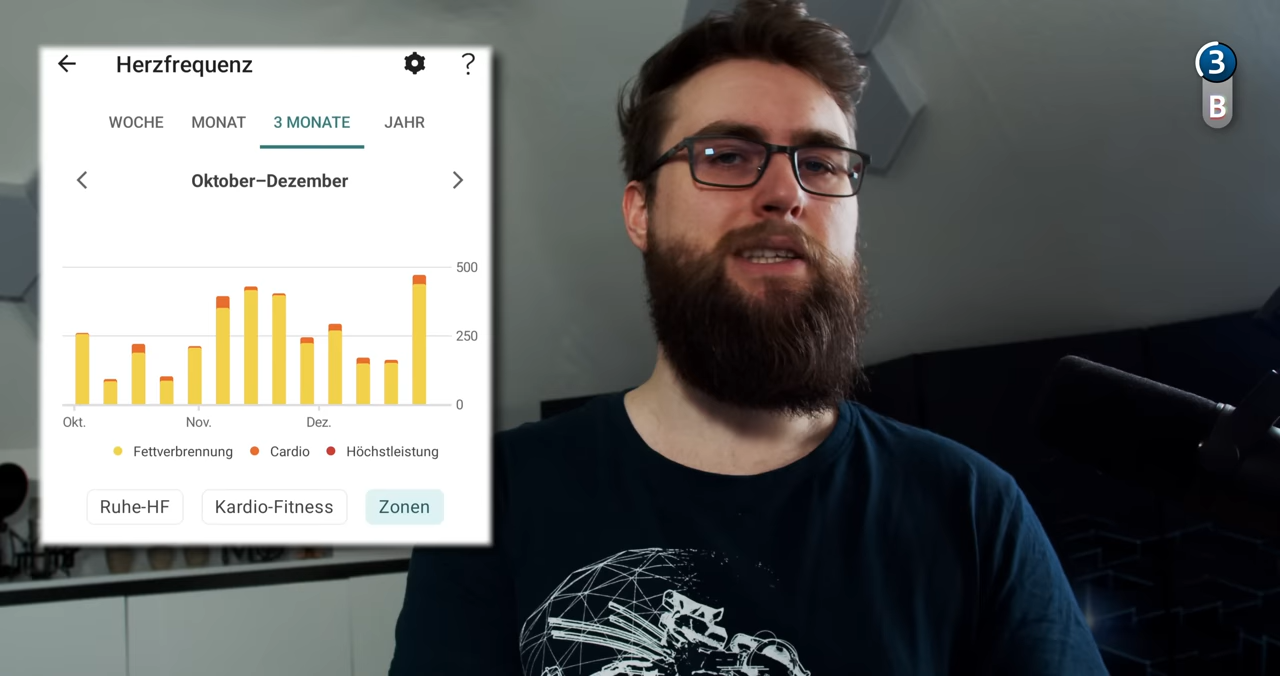 Herzfrequenz ?
WOCHE MONAT 3 MONATE JAHR
Oktober–Dezember
500
250
0
Okt. Nov. Dez.
Fettverbrennung Cardio Höchstleistung
Ruhe-HF Kardio-Fitness Zonen
3
B